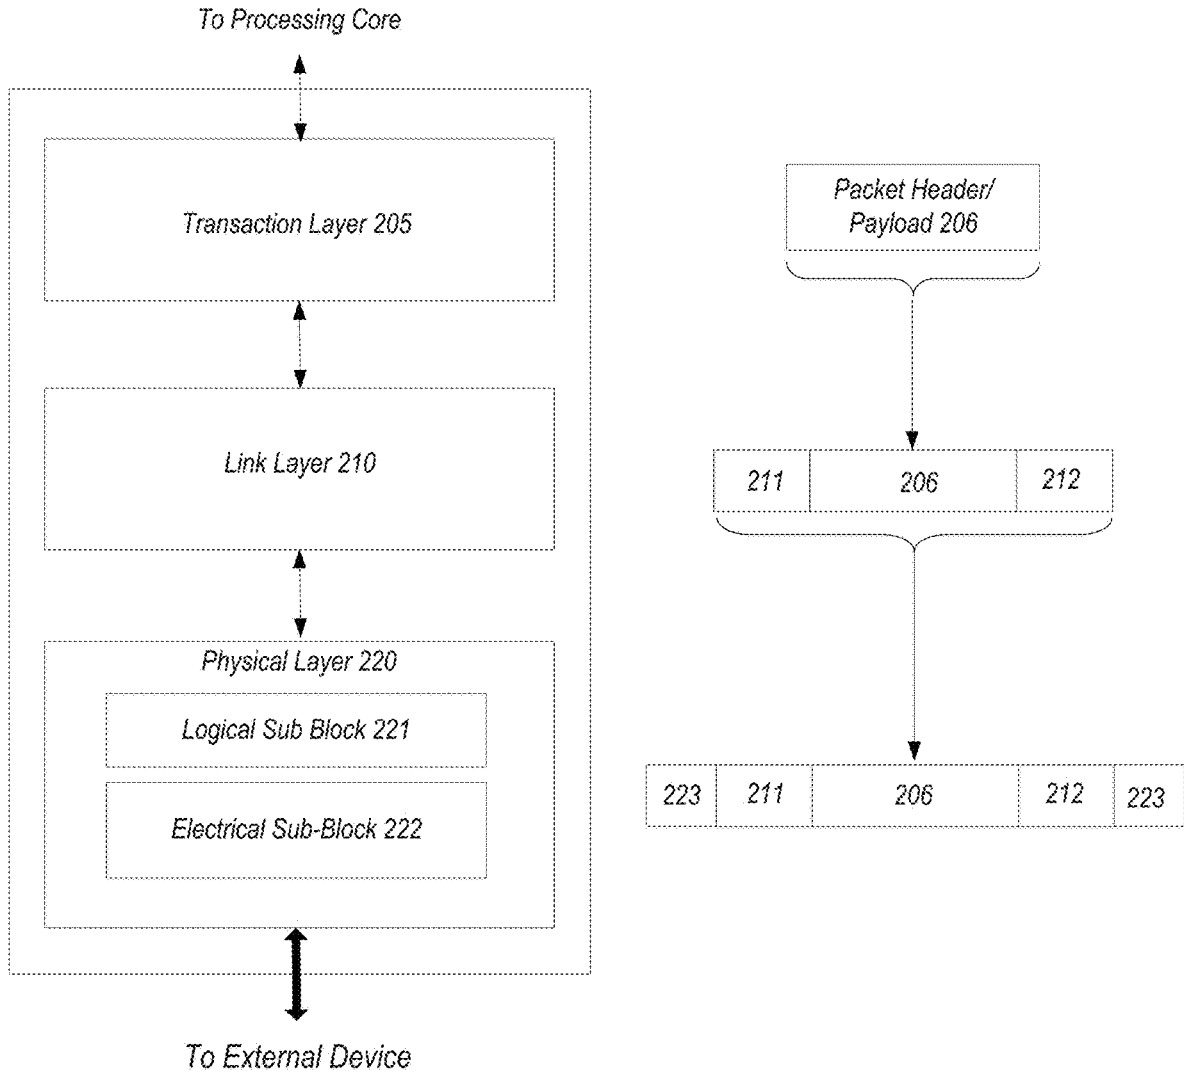 To Processing Core
Transaction Layer 205
Packet Header/
Payload 206
Link Layer 210
211 206 212
Physical Layer 220
Logical Sub Block 221
Electrical Sub-Block 222
223 211 206 212 223
To External Device